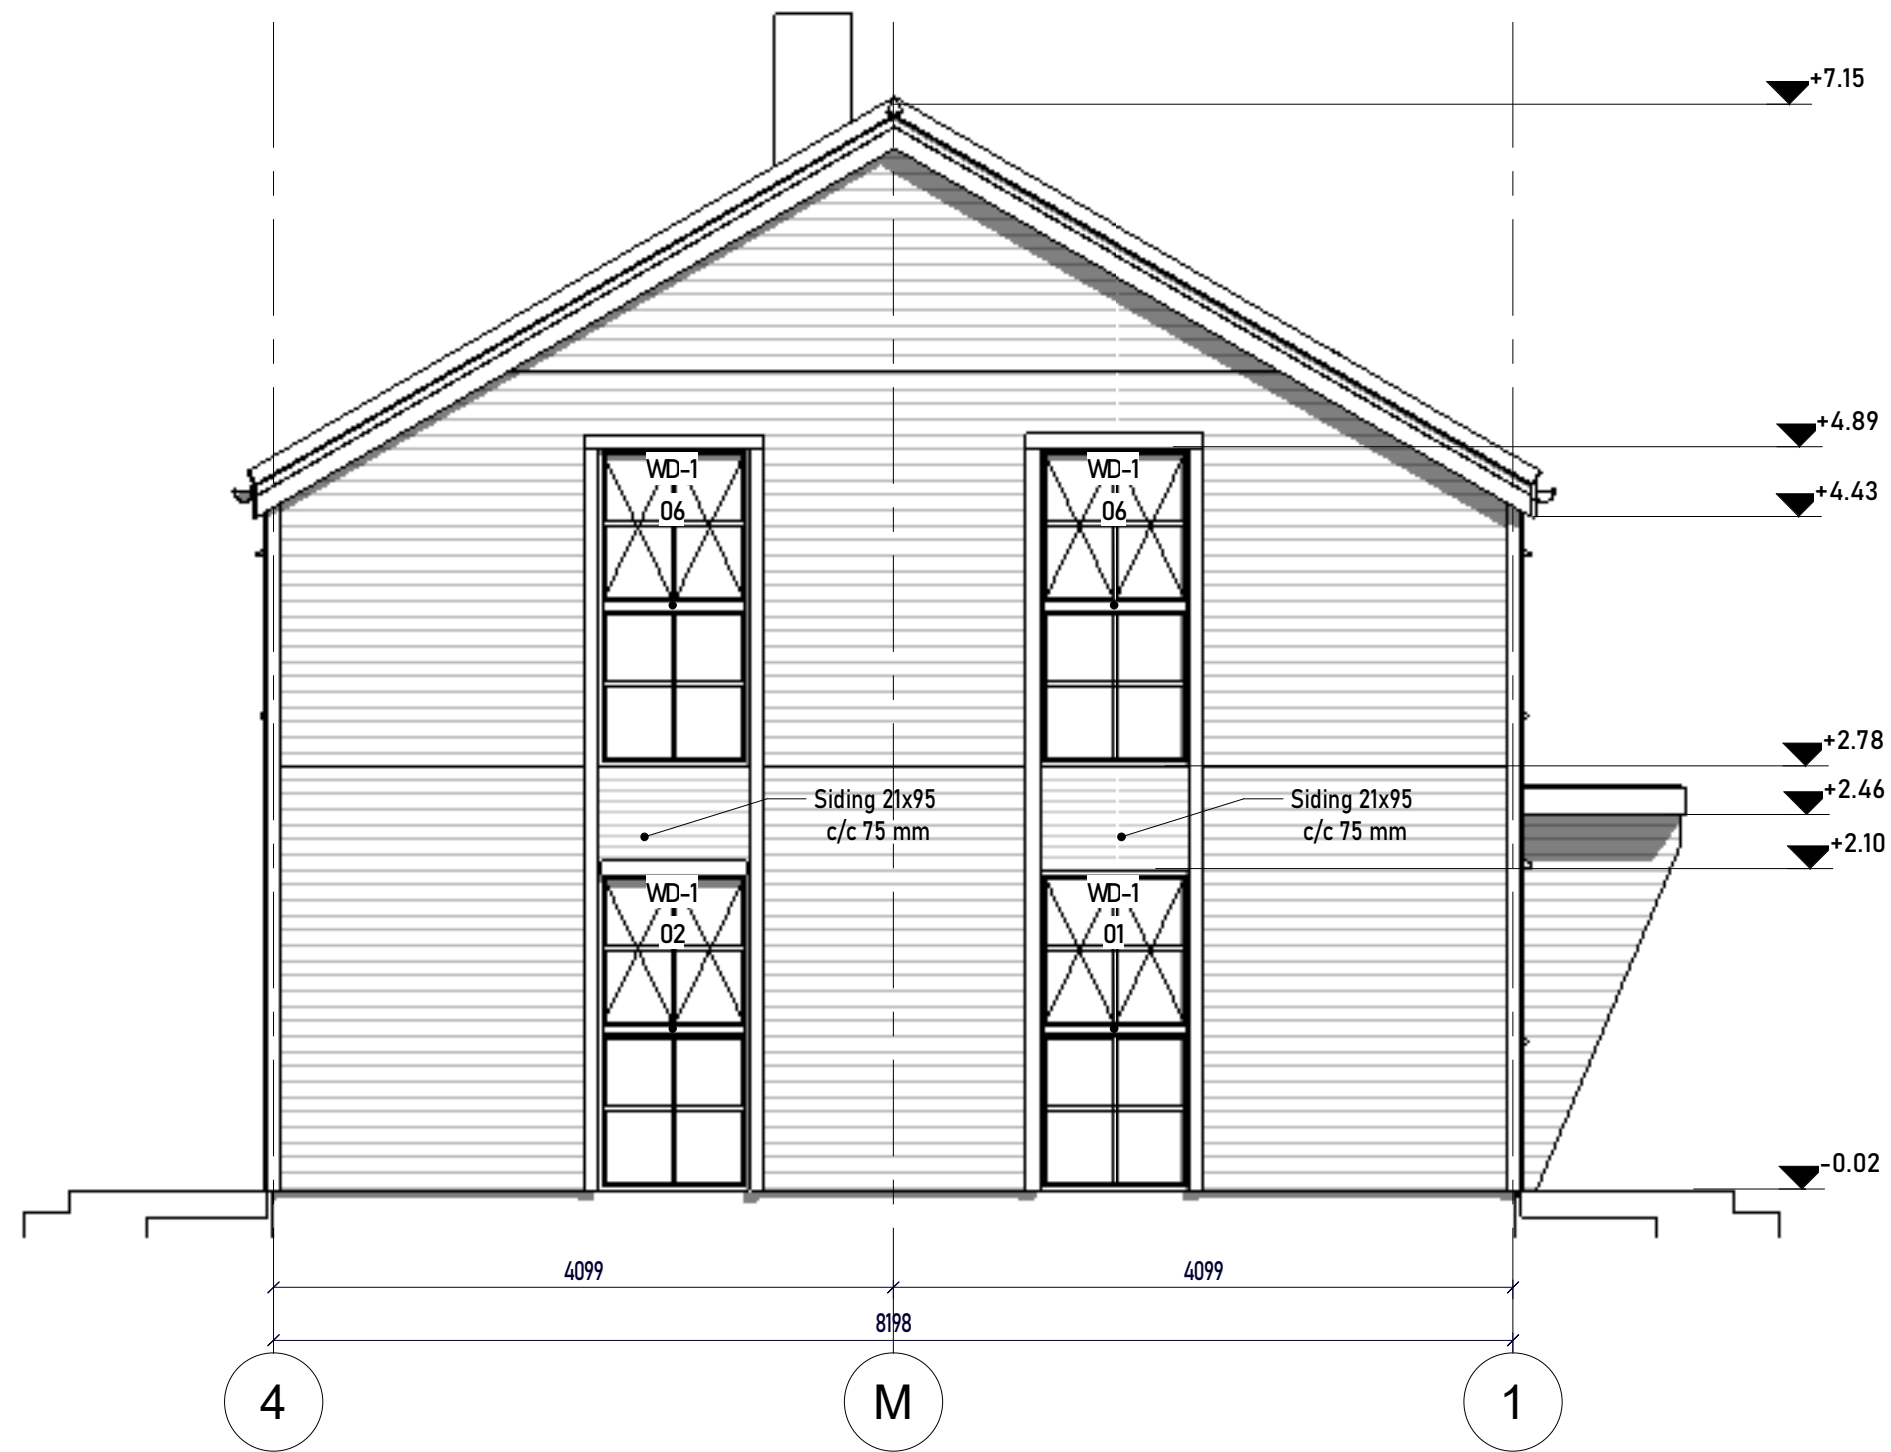 +7.15
+4.89
+4.43
WD-1
06
WD-1
06
+2.78
+2.46
+2.10
Siding 21x95
c/c 75 mm
Siding 21x95
c/c 75 mm
WD-1
02
WD-1
01
-0.02
4099
4099
8198
4
M
1